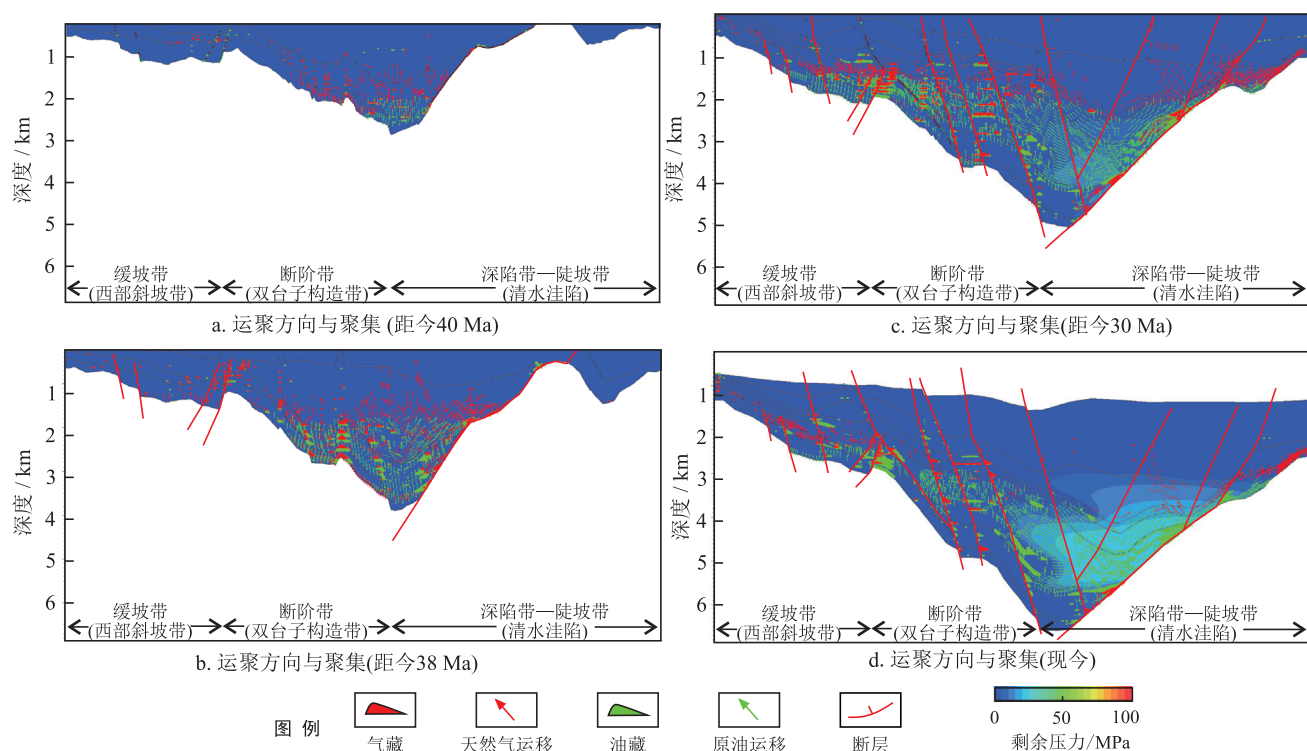 1
2
3
4
5
6
深度 / km
缓坡带
(西部斜坡带)
断阶带
(双台子构造带)
深陷带—陡坡带
(清水洼陷)
a. 运聚方向与聚集 (距今40 Ma)
1
2
3
4
5
6
深度 / km
缓坡带
(西部斜坡带)
断阶带
(双台子构造带)
深陷带—陡坡带
(清水洼陷)
b. 运聚方向与聚集(距今38 Ma)
1
2
3
4
5
6
深度 / km
缓坡带
(西部斜坡带)
断阶带
(双台子构造带)
深陷带—陡坡带
(清水洼陷)
c. 运聚方向与聚集(距今30 Ma)
1
2
3
4
5
6
深度 / km
缓坡带
(西部斜坡带)
断阶带
(双台子构造带)
深陷带—陡坡带
(清水洼陷)
d. 运聚方向与聚集(现今)
图 例
气藏
天然气运移
油藏
原油运移
断层
0 50 100
剩余压力/MPa